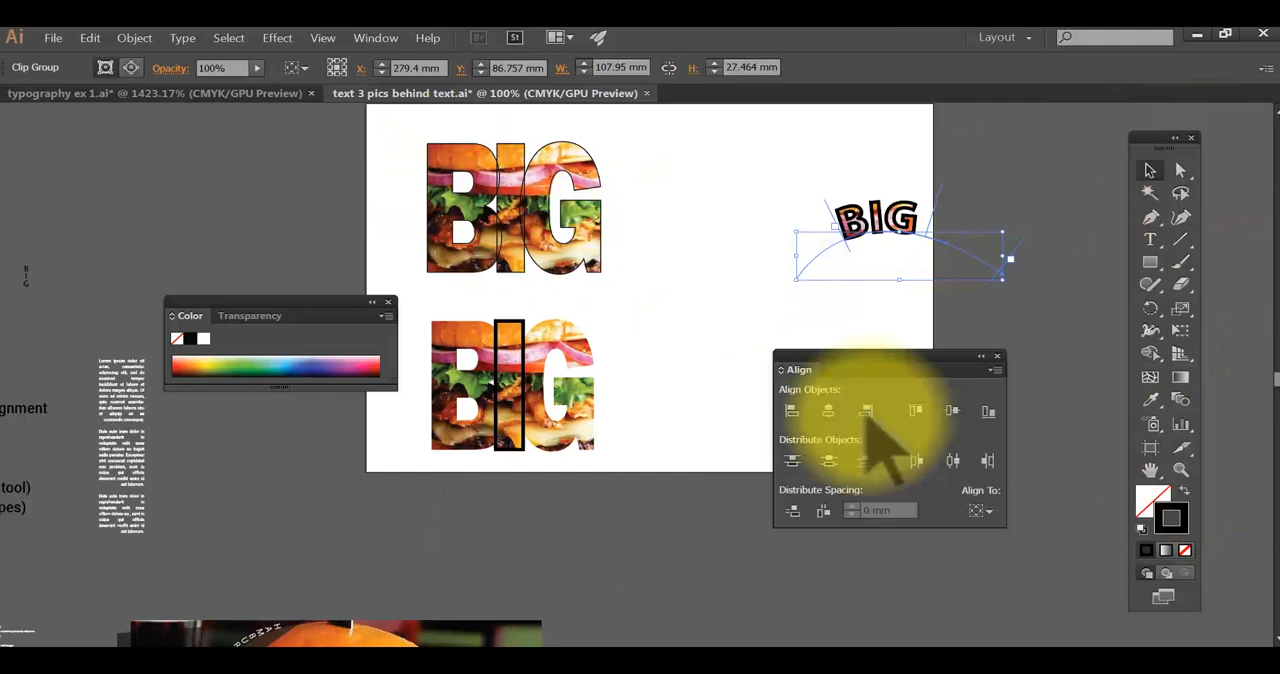 Ai File Edit Object Type Select Effect View Window Help Br St Layout
Clip Group Opacity: 100% X: 279.4 mm Y: 86.757 mm W: 107.95 mm H: 27.464 mm
typography ex 1.ai* @ 1423.17% (CMYK/GPU Preview) × text 3 pics behind text.ai* @ 100% (CMYK/GPU Preview) ×
BIG
BIG
B
I
G
Color Transparency
BIG
Align
Align Objects:
Distribute Objects:
Distribute Spacing: Align To:
0 mm
gnment
tool)
pes)
HAMBUR